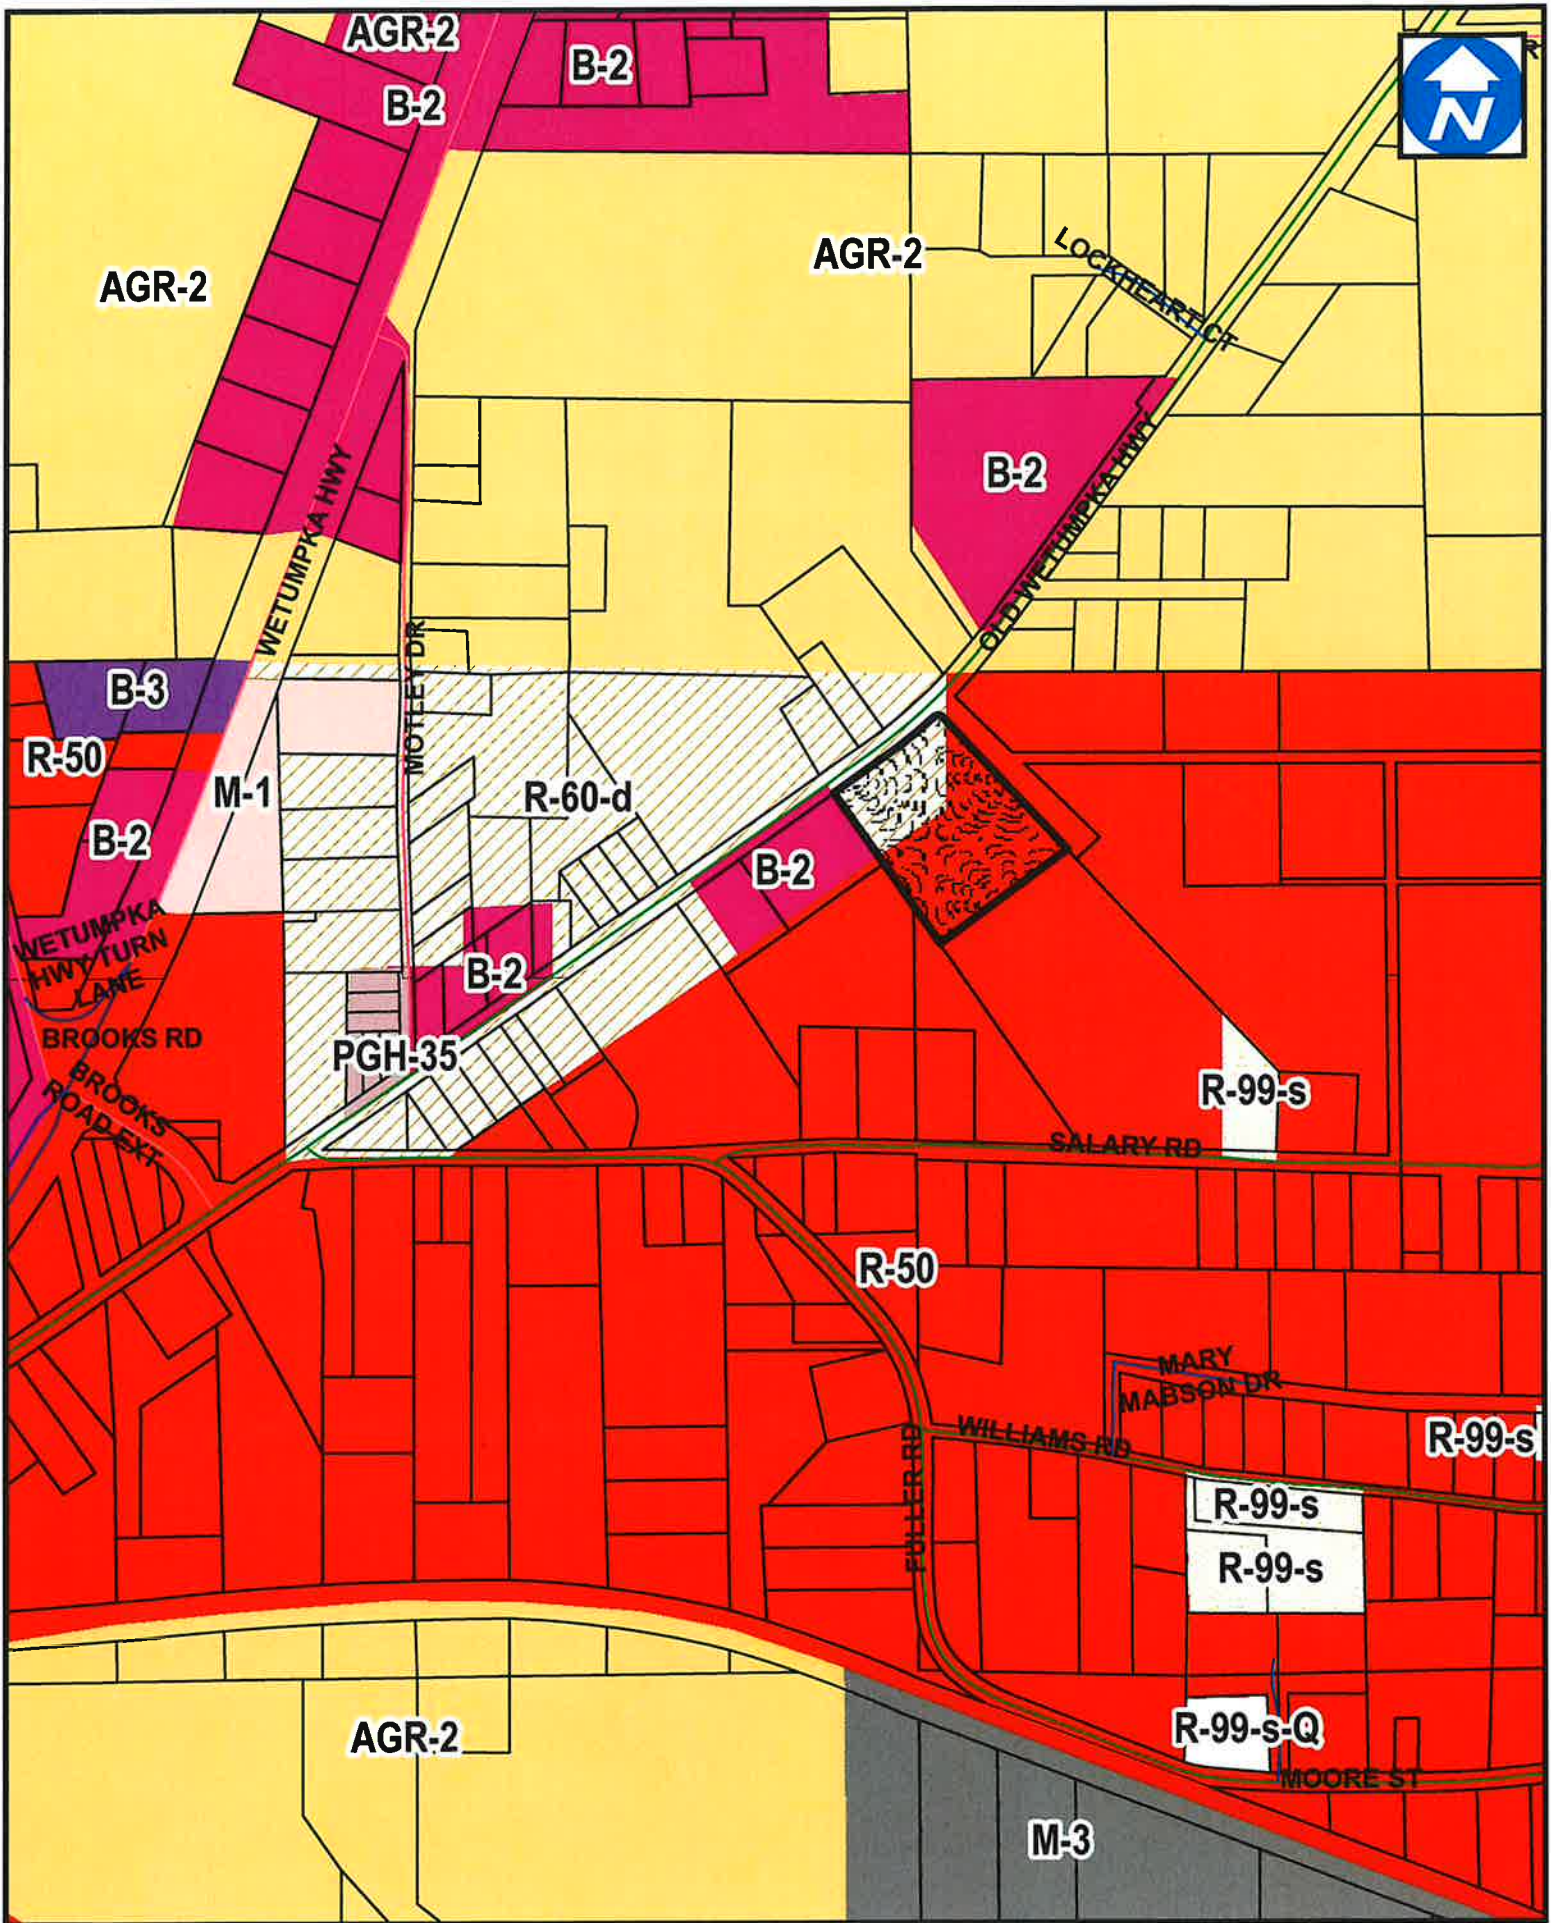 AGR-2
B-2
B-2
N
AGR-2
AGR-2
LOCKHEART CT
B-2
WETUMPKA HWY
OLD WETUMPKA HWY
MOTLEY DR
B-3
R-50
M-1
R-60-d
B-2
B-2
WETUMPKA
HWY TURN
LANE
B-2
BROOKS RD
PGH-35
BROOKS
ROAD EXT
R-99-s
SALARY RD
R-50
MARY
MABSON DR
WILLIAMS RD
R-99-s
FULLER RD
R-99-s
R-99-s
AGR-2
R-99-s-Q
MOORE ST
M-3